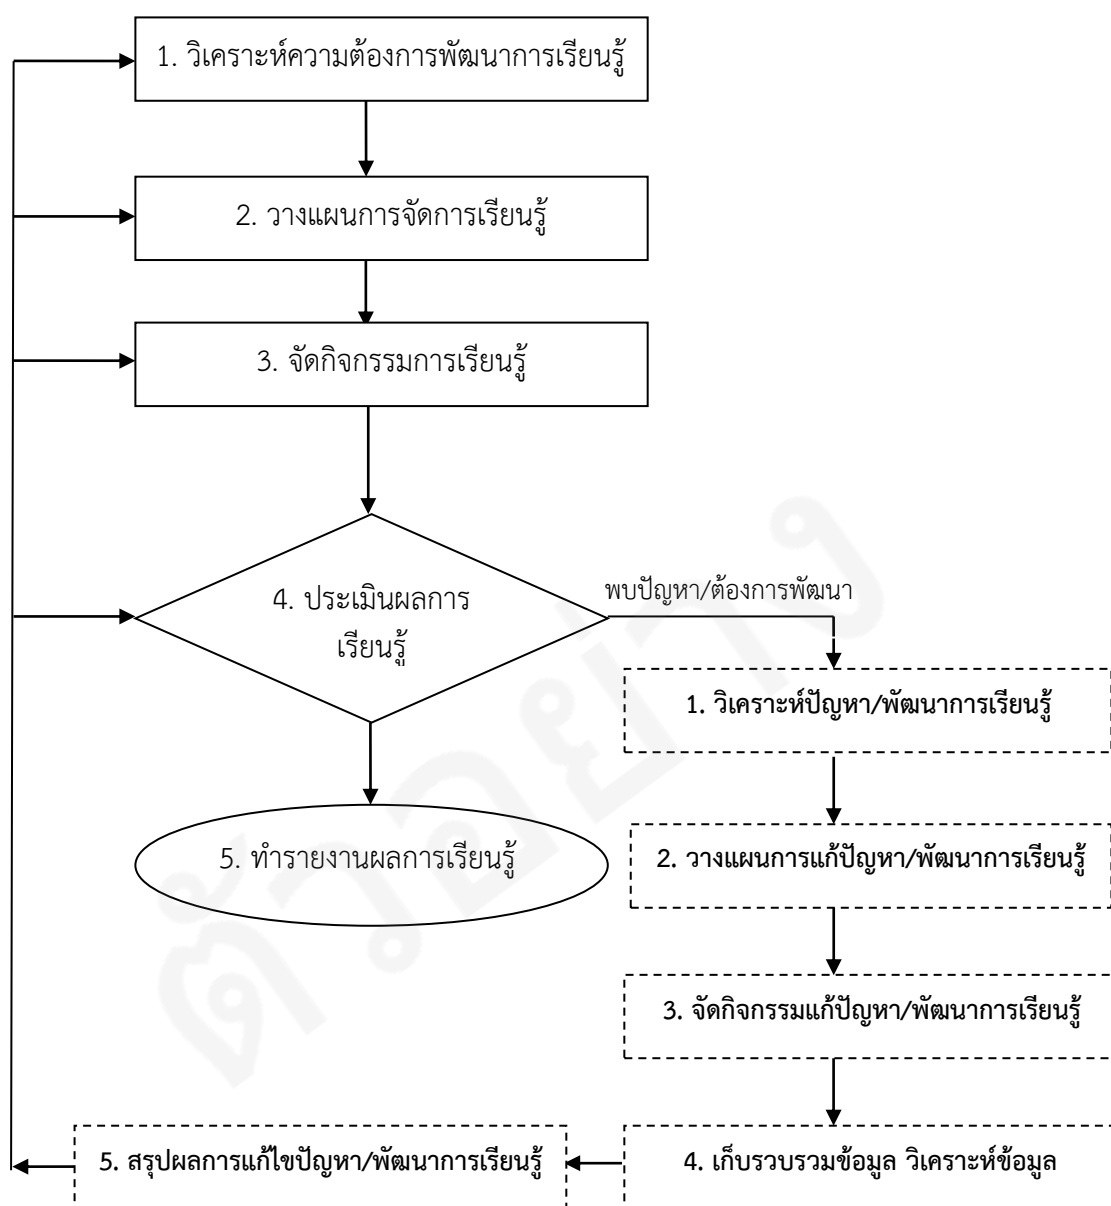 1. วิเคราะห์ความต้องการพัฒนาการเรียนรู้
2. วางแผนการจัดการเรียนรู้
3. จัดกิจกรรมการเรียนรู้
4. ประเมินผลการ
เรียนรู้
พบปัญหา/ต้องการพัฒนา
1. วิเคราะห์ปัญหา/พัฒนาการเรียนรู้
2. วางแผนการแก้ปัญหา/พัฒนาการเรียนรู้
5. ทำรายงานผลการเรียนรู้
3. จัดกิจกรรมแก้ปัญหา/พัฒนาการเรียนรู้
4. เก็บรวบรวมข้อมูล วิเคราะห์ข้อมูล
5. สรุปผลการแก้ไขปัญหา/พัฒนาการเรียนรู้
ตัวอย่าง